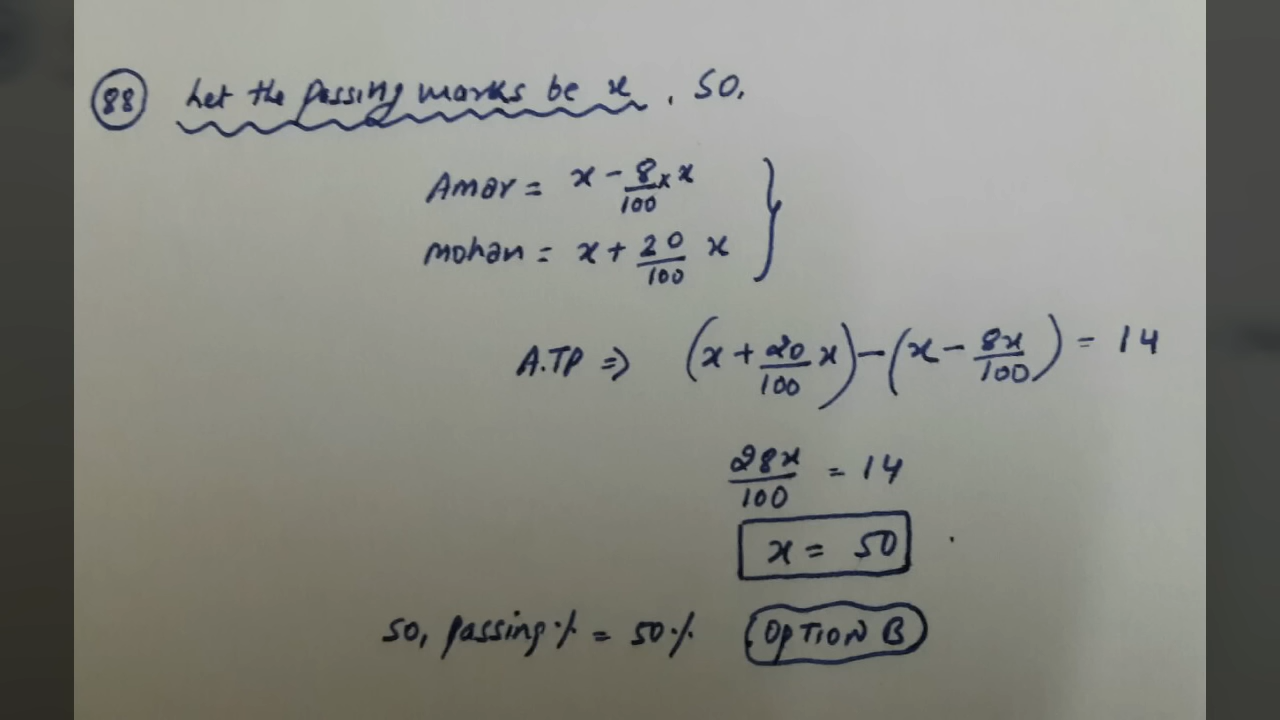 88 Let the passing marks be x. So,
Amar = x - 8/100 × x
Mohan = x + 20/100 x
A.TP ⇒ (x + 20/100 x) - (x - 8x/100) = 14
28x/100 = 14
x = 50
So, passing % = 50% OPTION B